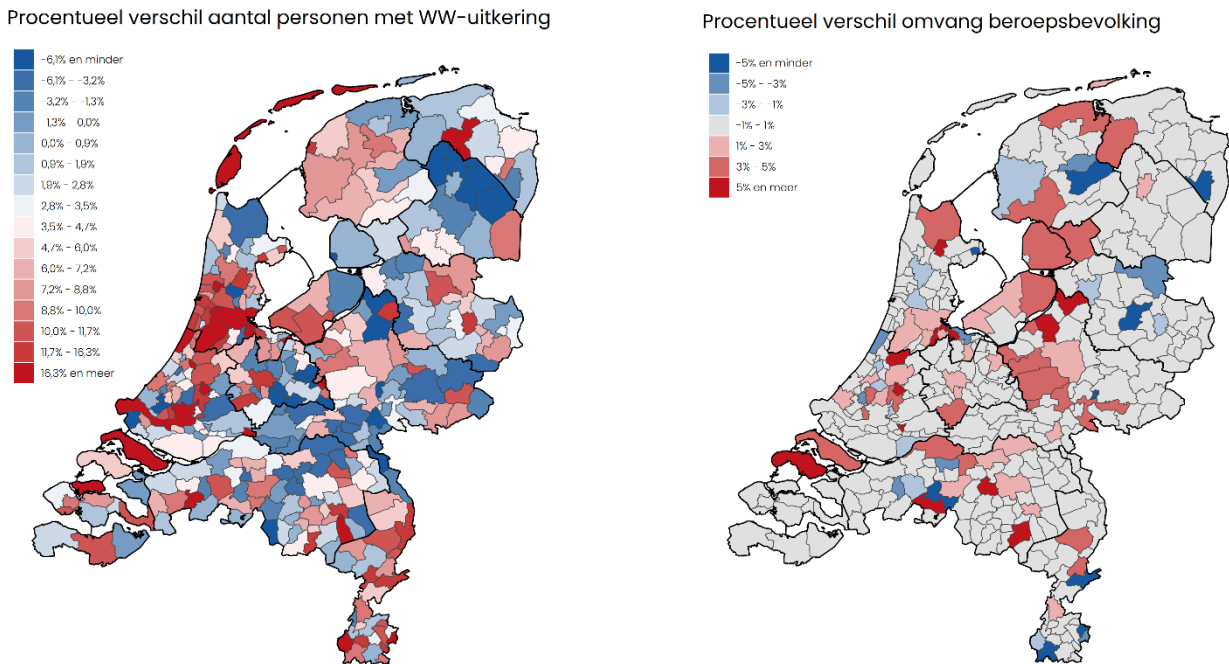 Procentueel verschil aantal personen met WW-uitkering
-6,1% en minder
-6,1% - -3,2%
-3,2% - -1,3%
1,3% - 0,0%
0,0% - 0,9%
0,9% - 1,9%
1,9% - 2,8%
2,8% - 3,5%
3,5% - 4,7%
4,7% - 6,0%
6,0% - 7,2%
7,2% - 8,8%
8,8% - 10,0%
10,0% - 11,7%
11,7% - 16,3%
16,3% en meer
Procentueel verschil omvang beroepsbevolking
-5% en minder
-5% - -3%
-3% - -1%
-1% - 1%
1% - 3%
3% - 5%
5% en meer